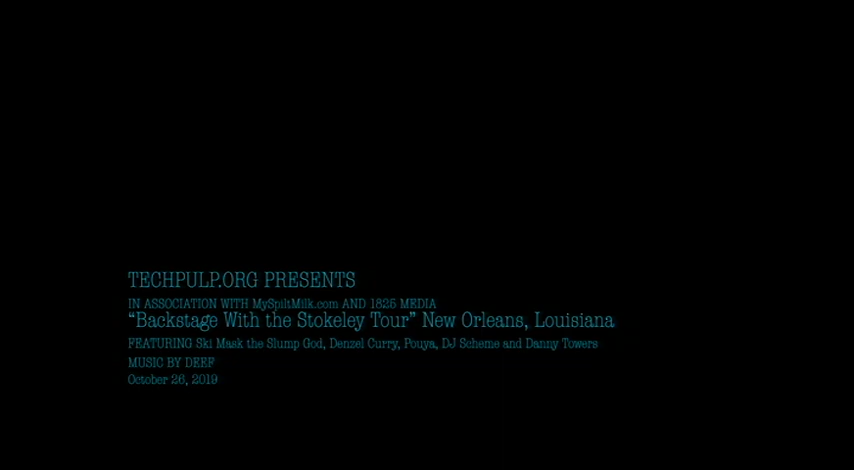 TECHPULP.ORG PRESENTS
IN ASSOCIATION WITH MySpiltMilk.com AND 1825 MEDIA
“Backstage With the Stokeley Tour” New Orleans, Louisiana
FEATURING Ski Mask the Slump God, Denzel Curry, Pouya, DJ Scheme and Danny Towers
MUSIC BY DEEF
October 26, 2019